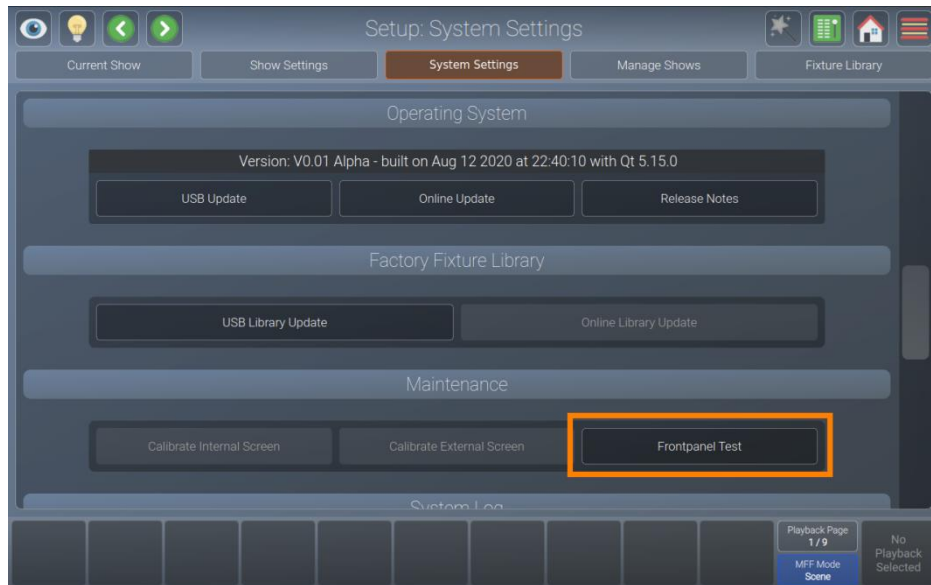 Setup: System Settings
Current Show
Show Settings
System Settings
Manage Shows
Fixture Library
Operating System
Version: V0.01 Alpha - built on Aug 12 2020 at 22:40:10 with Qt 5.15.0
USB Update
Online Update
Release Notes
Factory Fixture Library
USB Library Update
Online Library Update
Maintenance
Calibrate Internal Screen
Calibrate External Screen
Frontpanel Test
System Log
Playback Page
1 / 9
MFF Mode
Scene
No
Playback
Selected